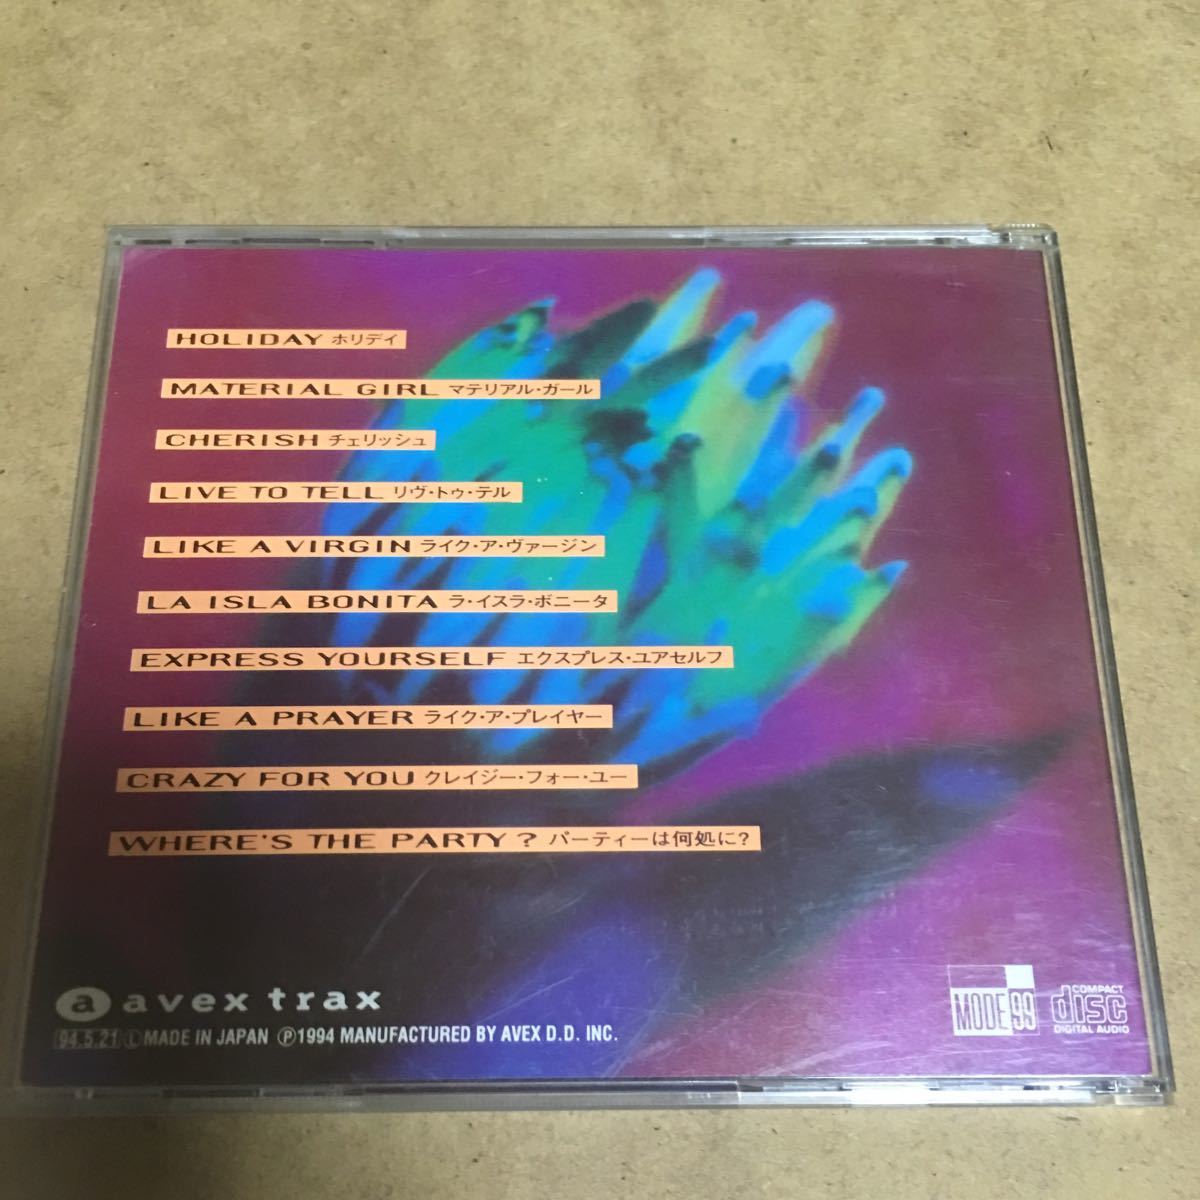 HOLIDAY ホリデイ
MATERIAL GIRL マテリアル・ガール
CHERISH チェリッシュ
LIVE TO TELL リヴ・トゥ・テル
LIKE A VIRGIN ライク・ア・ヴァージン
LA ISLA BONITA ラ・イスラ・ボニータ
EXPRESS YOURSELF エクスプレス・ユアセルフ
LIKE A PRAYER ライク・ア・プレイヤー
CRAZY FOR YOU クレイジー・フォー・ユー
WHERE'S THE PARTY ? パーティーは何処に?
a avex trax
94.5.21 Ⓛ MADE IN JAPAN Ⓟ1994 MANUFACTURED BY AVEX D.D. INC.
MODE 99
COMPACT
disc
DIGITAL AUDIO